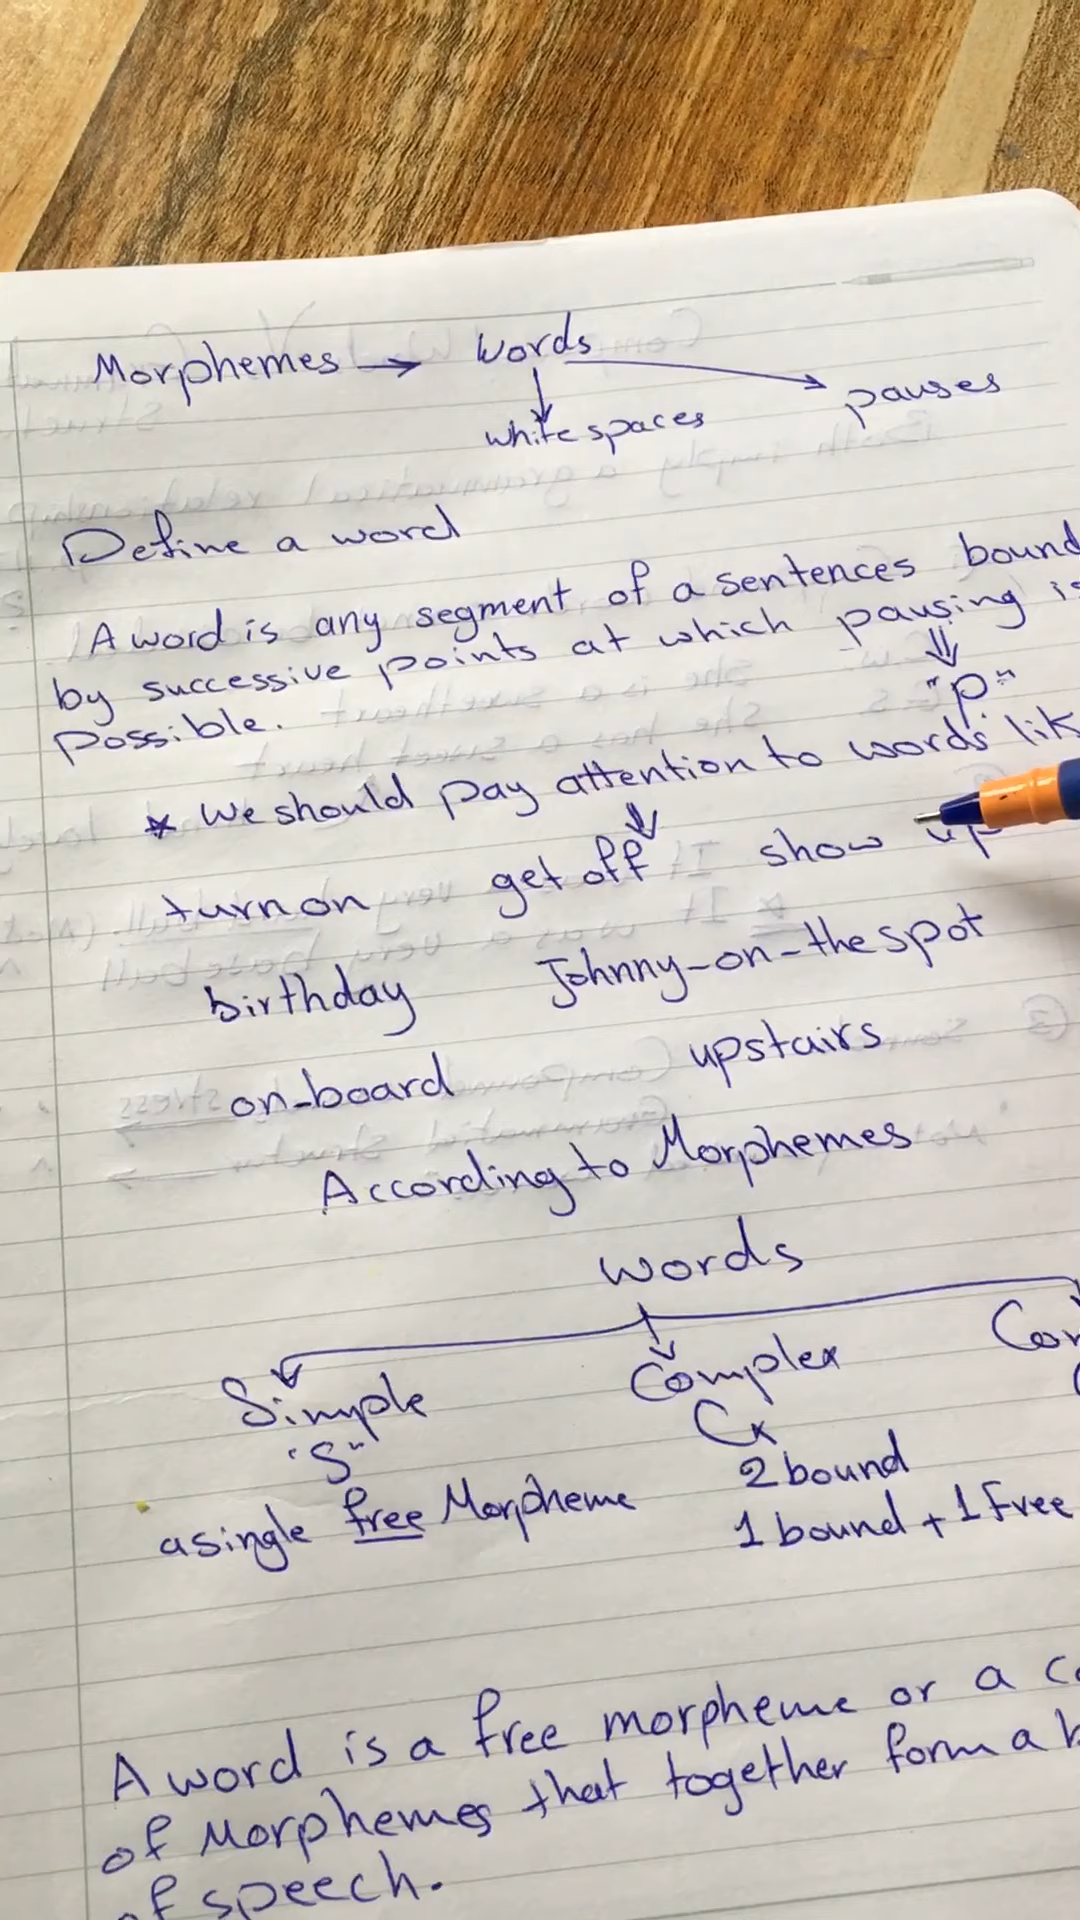 Morphemes → words
white spaces
pauses
Define a word
A word is any segment of a sentences bound
by successive points at which pausing is
possible.
"P"
* We should pay attention to words lik
turn on get off show up
birthday Johnny-on-the spot
on-board upstairs
According to Morphemes
words
Simple Complex Co
"S" Cx
2 bound
a single free Morpheme 1 bound + 1 Free
A word is a free morpheme or a c
of Morphemes that together form a b
of speech.